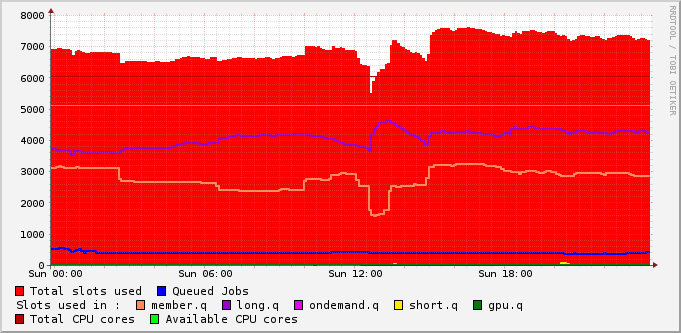 8000
7000
6000
5000
4000
3000
2000
1000
0
Sun 00:00 Sun 06:00 Sun 12:00 Sun 18:00
RRDTOOL / TOBI OETIKER
Total slots used Queued Jobs
Slots used in : member.q long.q ondemand.q short.q gpu.q
Total CPU cores Available CPU cores